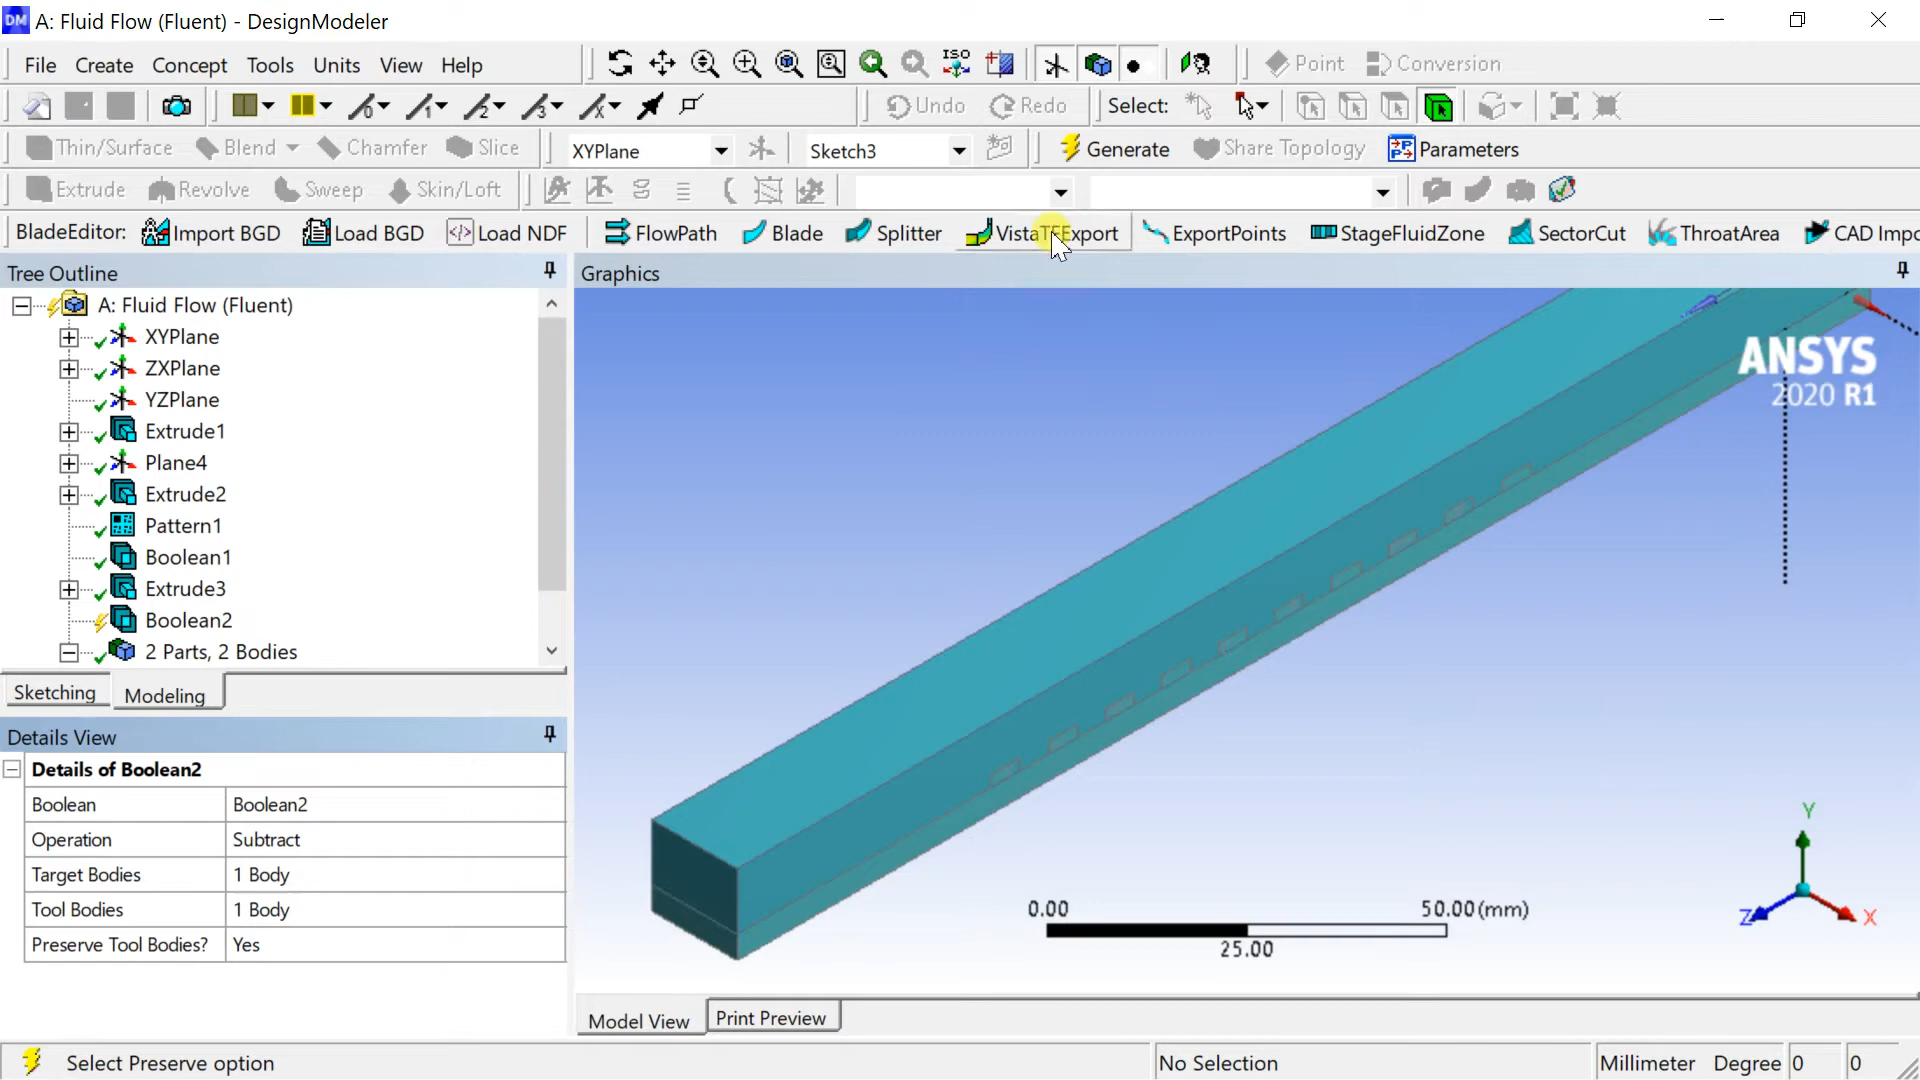 DM A: Fluid Flow (Fluent) - DesignModeler
File Create Concept Tools Units View Help ISO Point Conversion
Undo Redo Select:
Thin/Surface Blend Chamfer Slice XYPlane Sketch3 Generate Share Topology Parameters
Extrude Revolve Sweep Skin/Loft
BladeEditor: Import BGD Load BGD Load NDF FlowPath Blade Splitter VistaTFExport ExportPoints StageFluidZone SectorCut ThroatArea CAD Impo
Tree Outline
A: Fluid Flow (Fluent)
XYPlane
ZXPlane
YZPlane
Extrude1
Plane4
Extrude2
Pattern1
Boolean1
Extrude3
Boolean2
2 Parts, 2 Bodies
Sketching Modeling
Details View
Details of Boolean2
Boolean Boolean2
Operation Subtract
Target Bodies 1 Body
Tool Bodies 1 Body
Preserve Tool Bodies? Yes
Graphics
ANSYS
2020 R1
0.00 50.00 (mm)
25.00
Y
Z X
Model View Print Preview
Select Preserve option No Selection Millimeter Degree 0 0